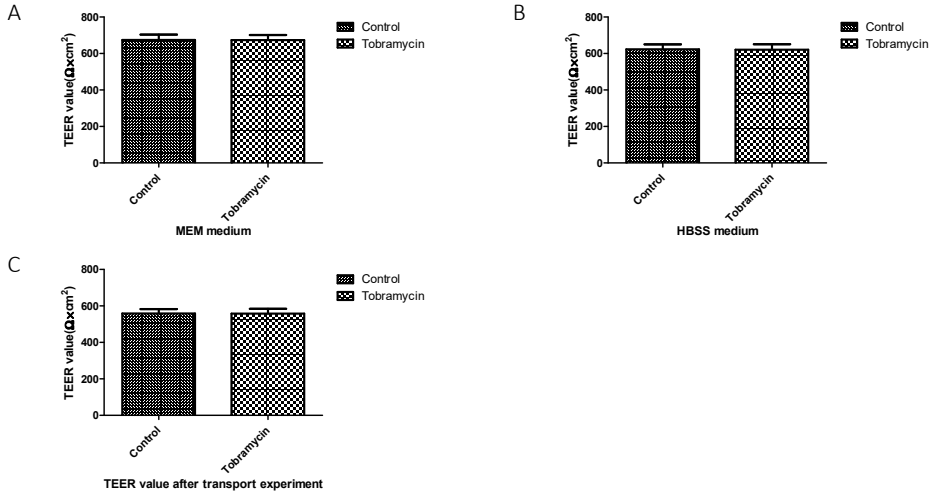 A
TEER value(Ωxcm²)
800
600
400
200
0
Control
Tobramycin
MEM medium
Control
Tobramycin
B
TEER value(Ωxcm²)
800
600
400
200
0
Control
Tobramycin
HBSS medium
Control
Tobramycin
C
TEER value(Ωxcm²)
800
600
400
200
0
Control
Tobramycin
TEER value after transport experiment
Control
Tobramycin